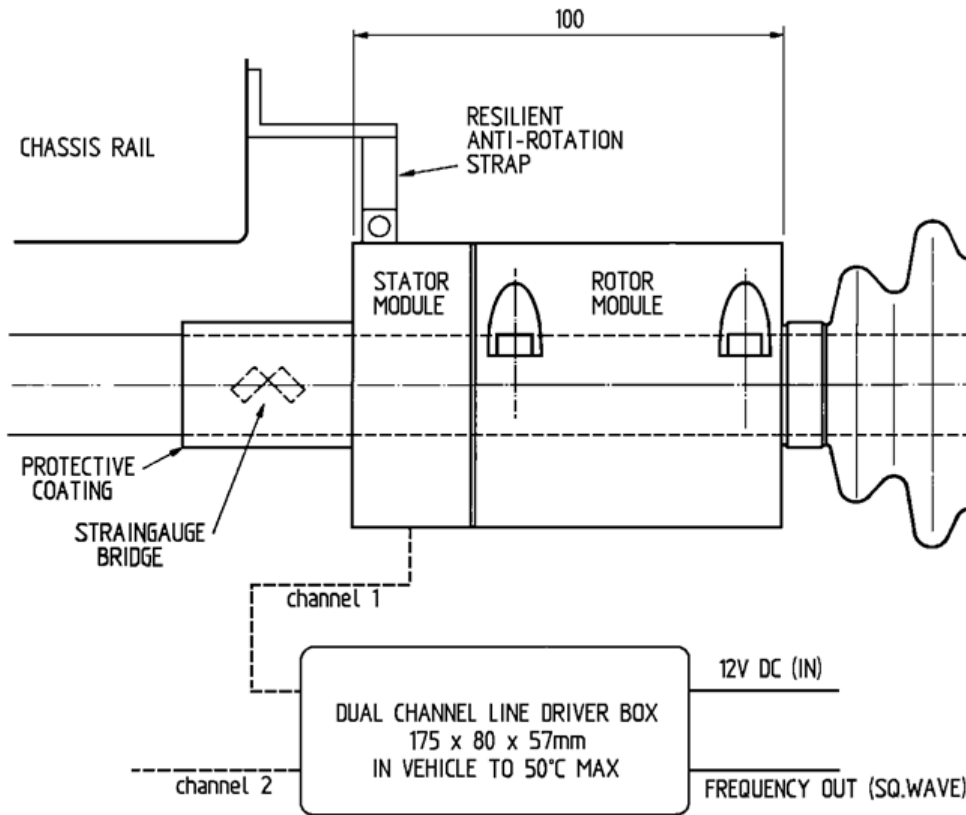 100
RESILIENT
ANTI-ROTATION
STRAP
CHASSIS RAIL
STATOR
MODULE
ROTOR
MODULE
PROTECTIVE
COATING
STRAINGAUGE
BRIDGE
channel 1
12V DC (IN)
DUAL CHANNEL LINE DRIVER BOX
175 x 80 x 57mm
IN VEHICLE TO 50°C MAX
channel 2
FREQUENCY OUT (SQ.WAVE)